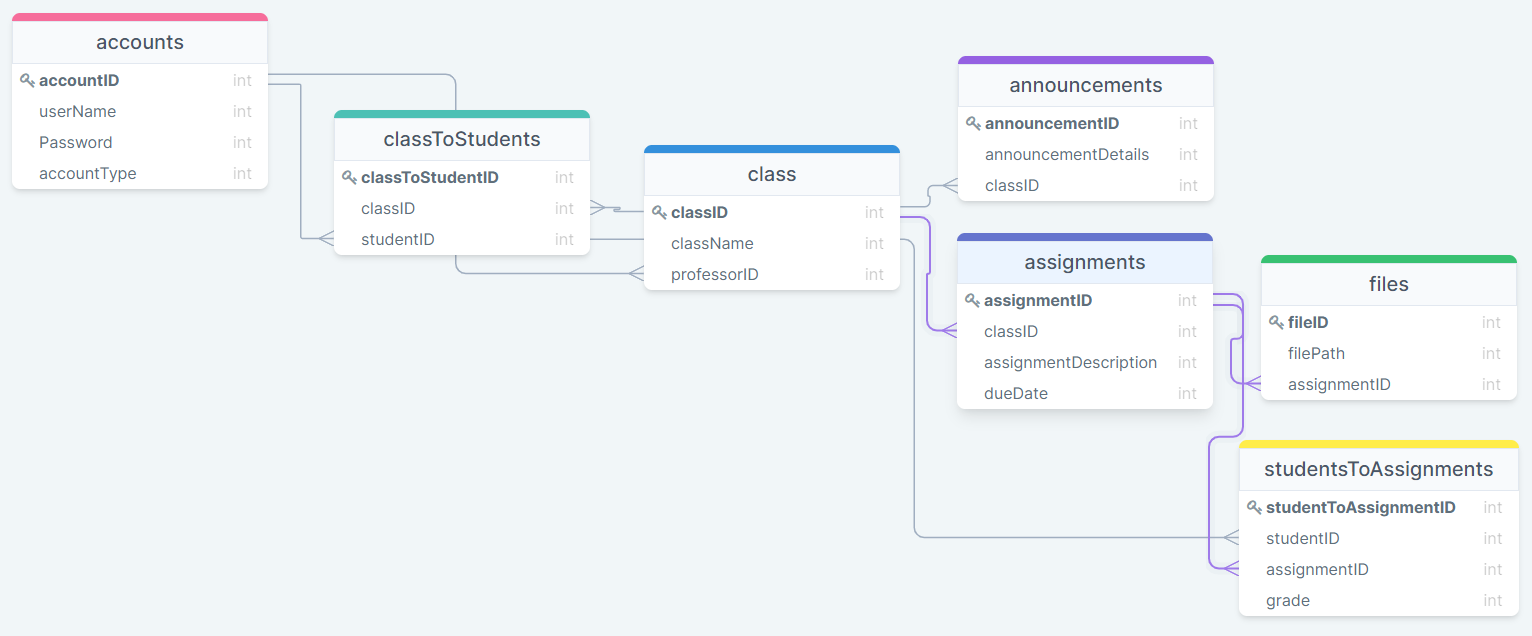 accounts
accountID int
userName int
Password int
accountType int
classToStudents
classToStudentID int
classID int
studentID int
class
classID int
className int
professorID int
announcements
announcementID int
announcementDetails int
classID int
assignments
assignmentID int
classID int
assignmentDescription int
dueDate int
files
fileID int
filePath int
assignmentID int
studentsToAssignments
studentToAssignmentID int
studentID int
assignmentID int
grade int